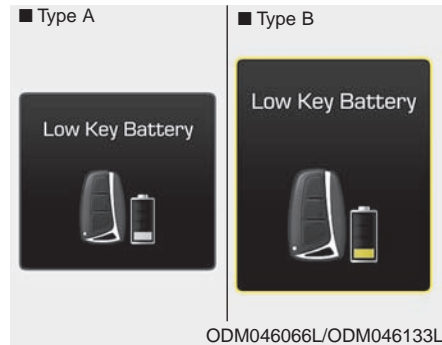 ■ Type A
■ Type B
Low Key Battery
Low Key Battery
ODM046066L/ODM046133L